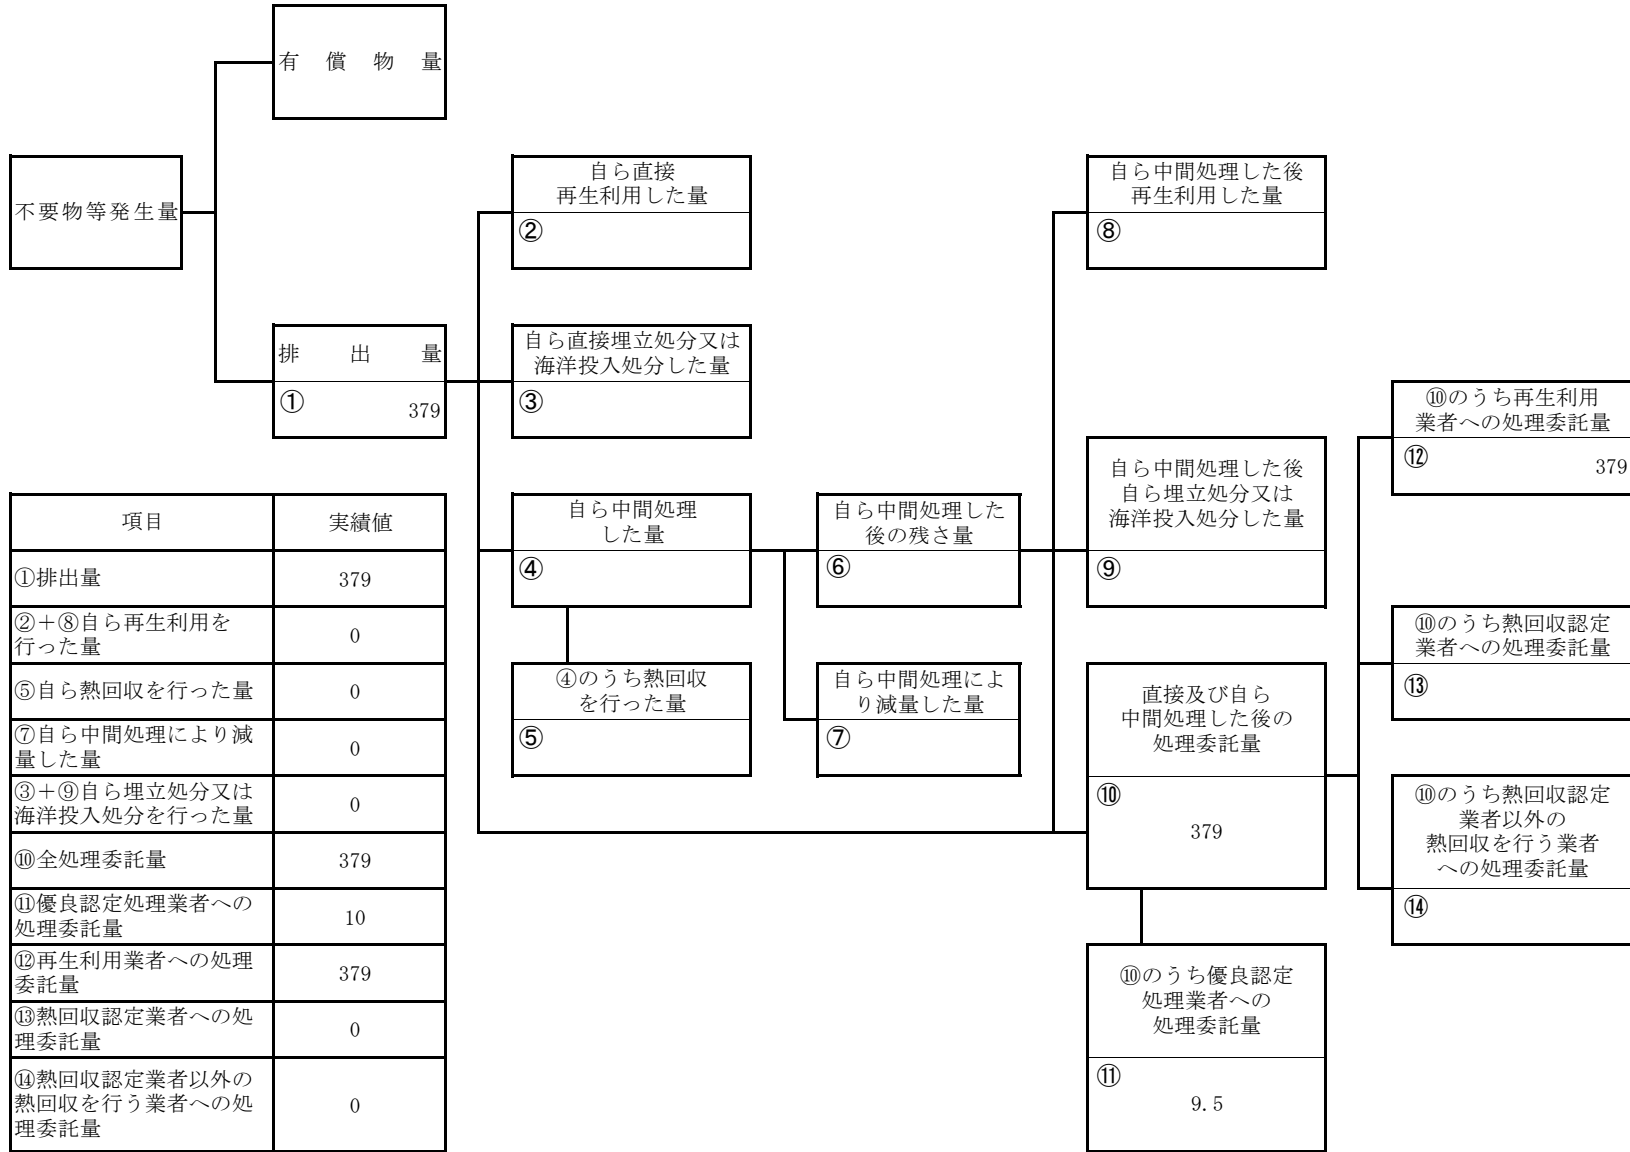 有償物量
不要物等発生量
排出量
①
379
自ら直接
再生利用した量
②
自ら直接埋立処分又は
海洋投入処分した量
③
自ら中間処理
した量
④
④のうち熱回収
を行った量
⑤
自ら中間処理した
後の残さ量
⑥
自ら中間処理によ
り減量した量
⑦
自ら中間処理した後
再生利用した量
⑧
自ら中間処理した後
自ら埋立処分又は
海洋投入処分した量
⑨
直接及び自ら
中間処理した後の
処理委託量
⑩
379
⑩のうち優良認定
処理業者への
処理委託量
⑪
9.5
⑩のうち再生利用
業者への処理委託量
⑫
379
⑩のうち熱回収認定
業者への処理委託量
⑬
⑩のうち熱回収認定
業者以外の
熱回収を行う業者
への処理委託量
⑭
項目 実績値
①排出量 379
②＋⑧自ら再生利用を
行った量 0
⑤自ら熱回収を行った量 0
⑦自ら中間処理により減
量した量 0
③＋⑨自ら埋立処分又は
海洋投入処分を行った量 0
⑩全処理委託量 379
⑪優良認定処理業者への
処理委託量 10
⑫再生利用業者への処理
委託量 379
⑬熱回収認定業者への処
理委託量 0
⑭熱回収認定業者以外の
熱回収を行う業者への処
理委託量 0